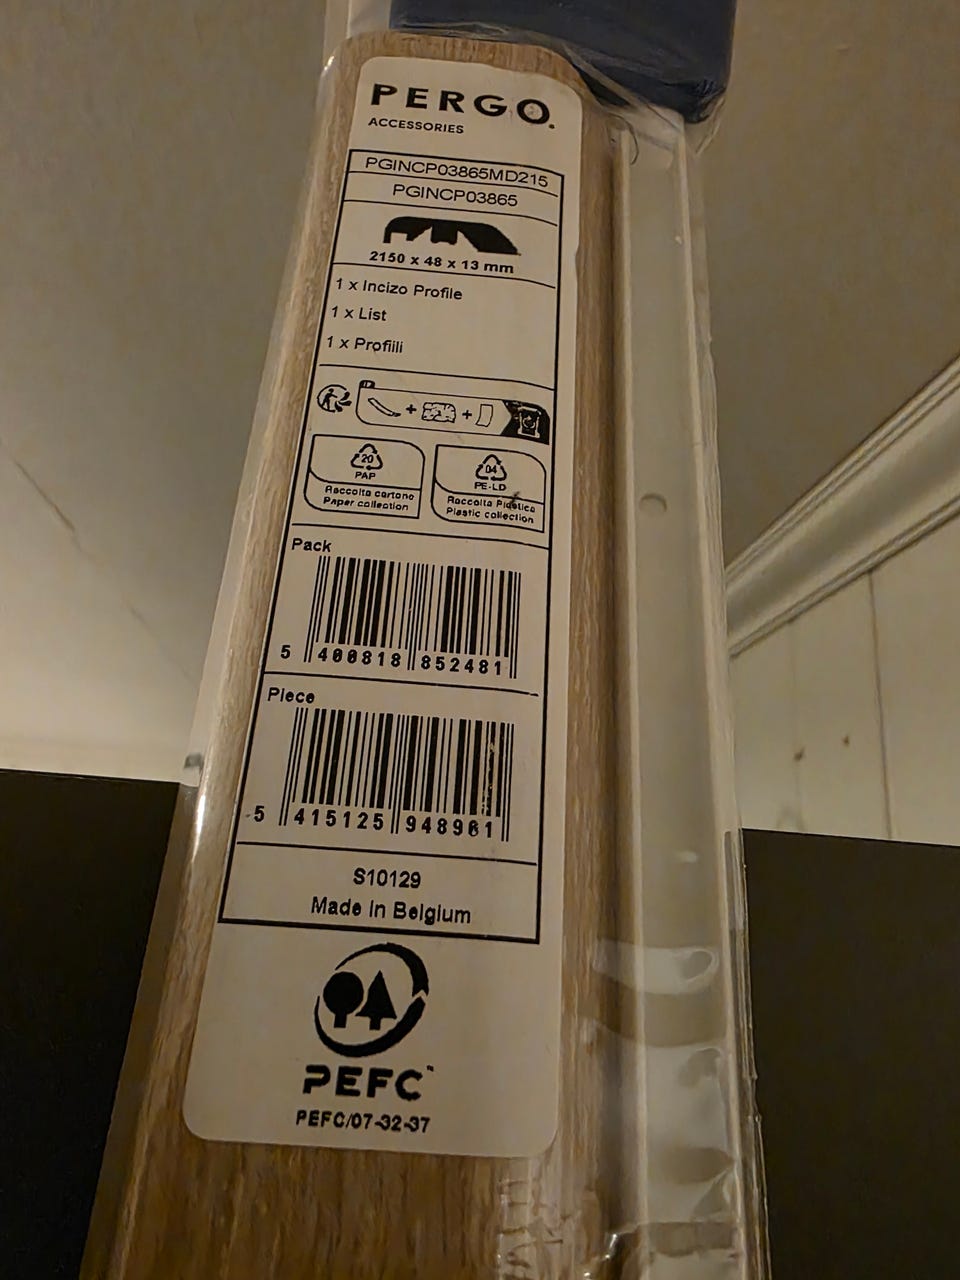 PERGO.
ACCESSORIES
PGINCP03865MD215
PGINCP03865
2150 x 48 x 13 mm
1 x Incizo Profile
1 x List
1 x Profiili
20
PAP
Raccolta cartone
Paper collection
04
PE-LD
Raccolta Plastica
Plastic collection
Pack
5 400818 852481
Piece
5 415125 948961
S10129
Made in Belgium
PEFC™
PEFC/07-32-37